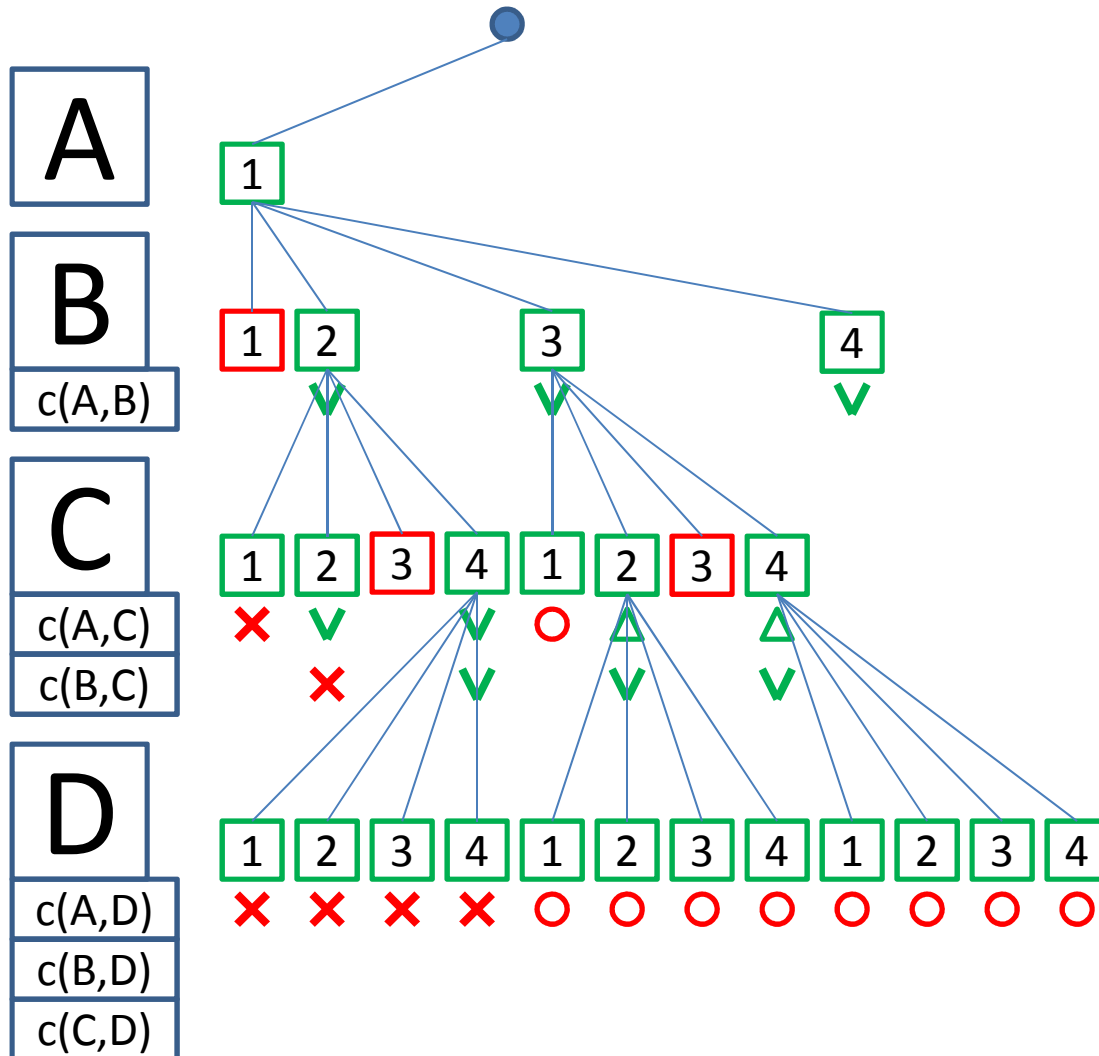 A
1
B
1 2 3 4
c(A,B)
C
1 2 3 4 1 2 3 4
c(A,C)
c(B,C)
D
1 2 3 4 1 2 3 4 1 2 3 4
c(A,D)
c(B,D)
c(C,D)